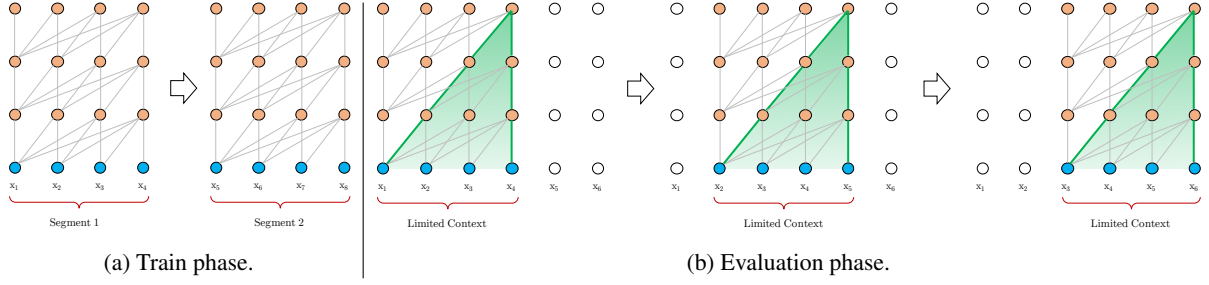 x₁ x₂ x₃ x₄
Segment 1
x₅ x₆ x₇ x₈
Segment 2
(a) Train phase.
x₁ x₂ x₃ x₄ x₅ x₆
Limited Context
x₁ x₂ x₃ x₄ x₅ x₆
Limited Context
x₁ x₂ x₃ x₄ x₅ x₆
Limited Context
(b) Evaluation phase.